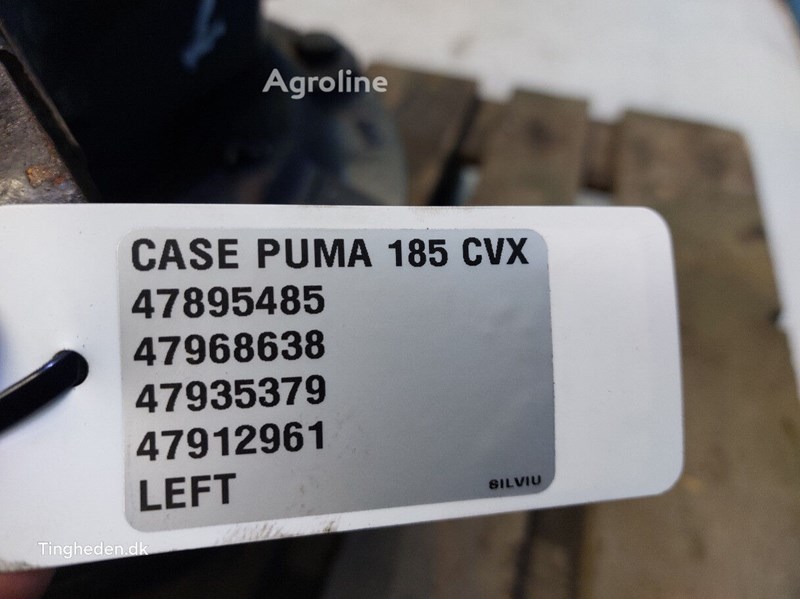 Agroline
CASE PUMA 185 CVX
47895485
47968638
47935379
47912961
LEFT
SILVIU
Tingheden.dk